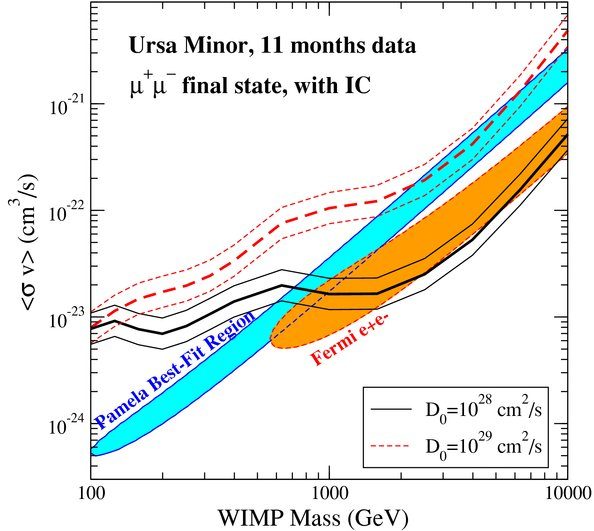 Ursa Minor, 11 months data
μ⁺μ⁻ final state, with IC
10⁻²¹
10⁻²²
10⁻²³
10⁻²⁴
<σ v> (cm³/s)
Pamela Best-Fit Region
Fermi e+e-
D₀=10²⁸ cm²/s
D₀=10²⁹ cm²/s
100
1000
10000
WIMP Mass (GeV)